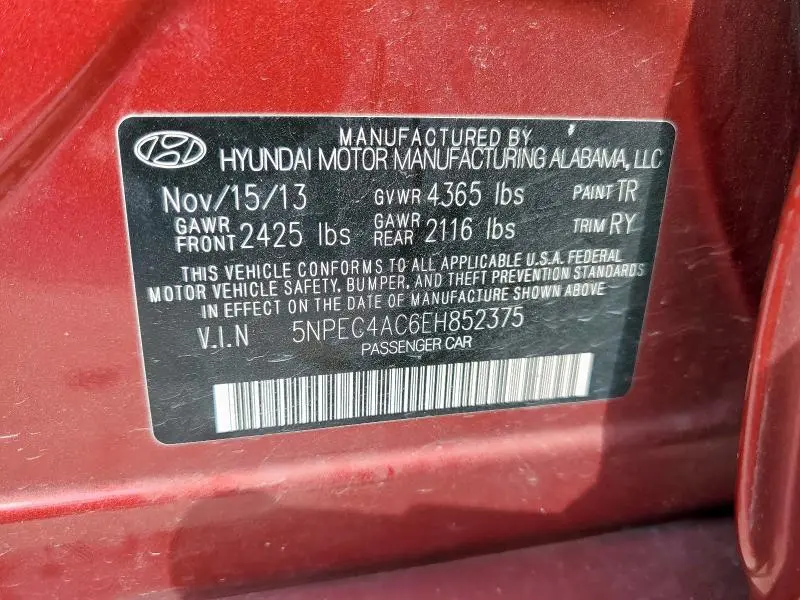 MANUFACTURED BY
HYUNDAI MOTOR MANUFACTURING ALABAMA, LLC
Nov/15/13 GVWR 4365 lbs PAINT TR
GAWR FRONT 2425 lbs GAWR REAR 2116 lbs TRIM RY
THIS VEHICLE CONFORMS TO ALL APPLICABLE U.S.A. FEDERAL
MOTOR VEHICLE SAFETY, BUMPER, AND THEFT PREVENTION STANDARDS
IN EFFECT ON THE DATE OF MANUFACTURE SHOWN ABOVE
V.I.N 5NPEC4AC6EH852375
PASSENGER CAR